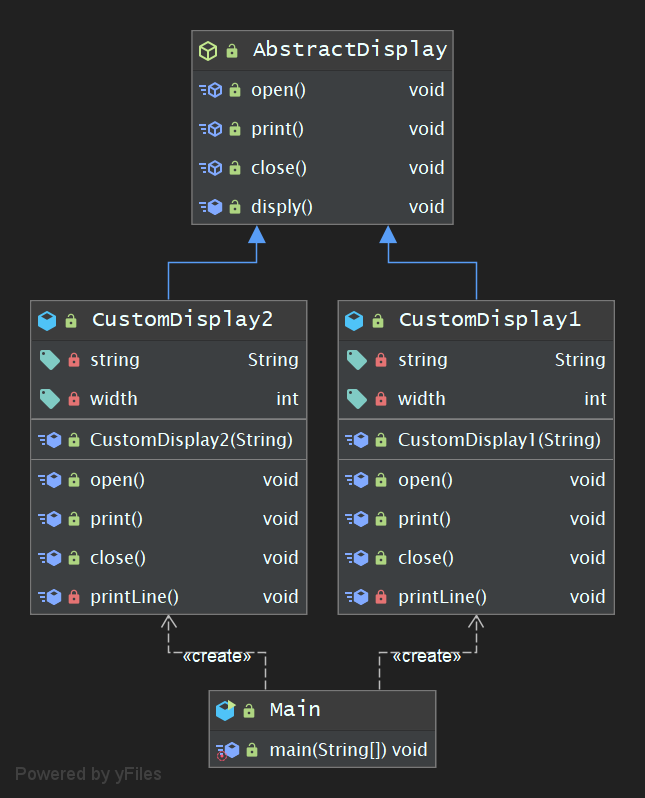 AbstractDisplay
open() void
print() void
close() void
disply() void
CustomDisplay2
string String
width int
CustomDisplay2(String)
open() void
print() void
close() void
printLine() void
CustomDisplay1
string String
width int
CustomDisplay1(String)
open() void
print() void
close() void
printLine() void
«create»
«create»
Main
main(String[]) void
Powered by yFiles